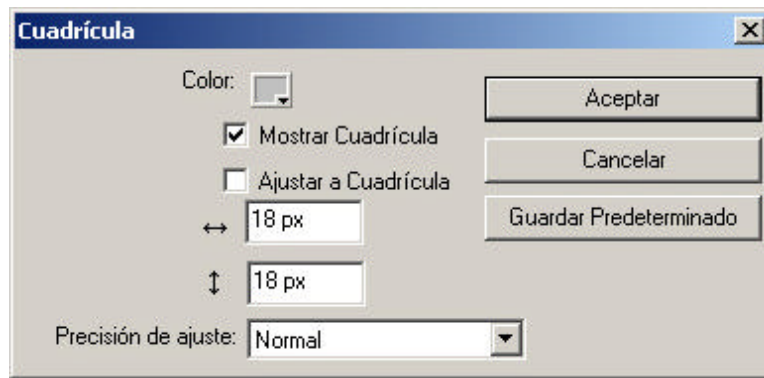 Cuadrícula
Color:
Aceptar
Mostrar Cuadrícula
Cancelar
Ajustar a Cuadrícula
18 px
Guardar Predeterminado
18 px
Precisión de ajuste: Normal